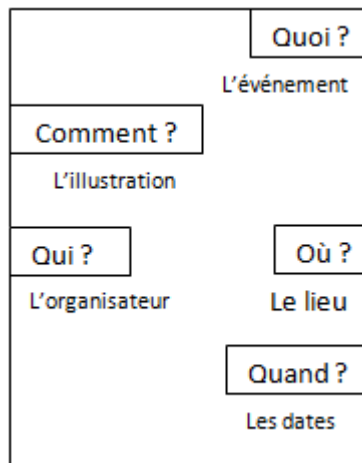 Quoi ?
L'événement
Comment ?
L'illustration
Qui ?
Où ?
L'organisateur
Le lieu
Quand ?
Les dates